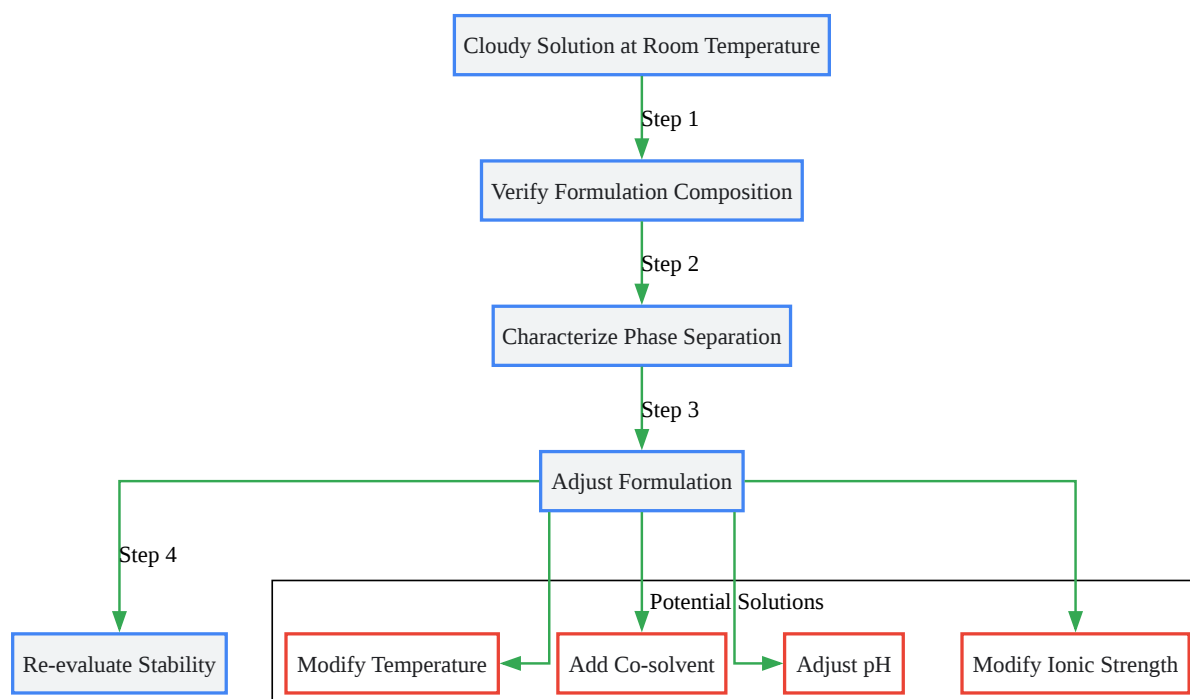 Cloudy Solution at Room Temperature
Step 1
Verify Formulation Composition
Step 2
Characterize Phase Separation
Step 3
Adjust Formulation
Step 4
Potential Solutions
Re-evaluate Stability
Modify Temperature
Add Co-solvent
Adjust pH
Modify Ionic Strength